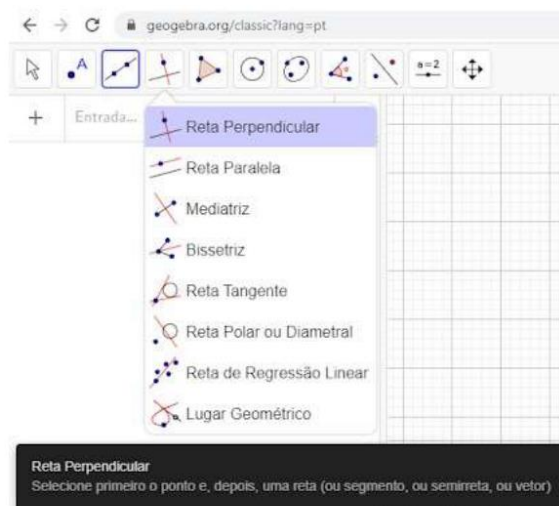 geogebra.org/classic?lang=pt
A
a=2
+ Entrada...
Reta Perpendicular
Reta Paralela
Mediatriz
Bissetriz
Reta Tangente
Reta Polar ou Diametral
Reta de Regressão Linear
Lugar Geométrico
Reta Perpendicular
Selecione primeiro o ponto e, depois, uma reta (ou segmento, ou semirreta, ou vetor)